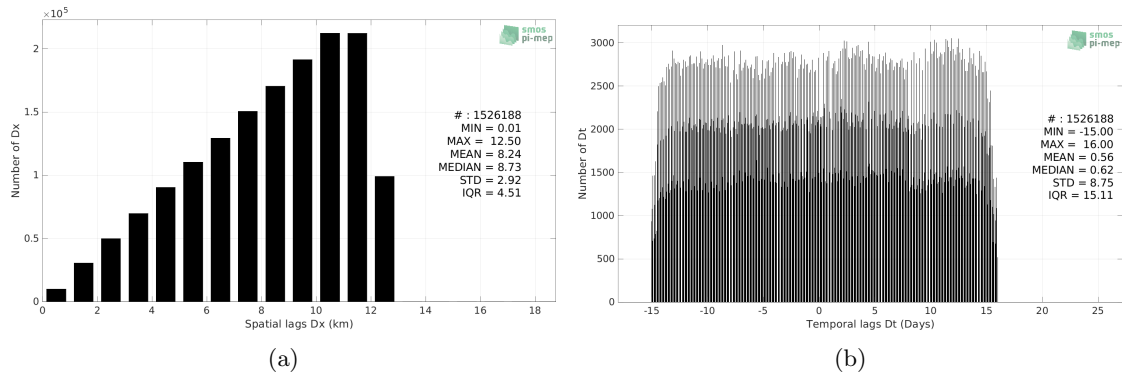 ×10⁵
2
1.5
1
0.5
0
Number of Dx
0 2 4 6 8 10 12 14 16 18
Spatial lags Dx (km)
smos
pi-mep
# : 1526188
MIN = 0.01
MAX = 12.50
MEAN = 8.24
MEDIAN = 8.73
STD = 2.92
IQR = 4.51
(a)
3000
2500
2000
1500
1000
500
0
Number of Dt
-15 -10 -5 0 5 10 15 20 25
Temporal lags Dt (Days)
smos
pi-mep
# : 1526188
MIN = -15.00
MAX = 16.00
MEAN = 0.56
MEDIAN = 0.62
STD = 8.75
IQR = 15.11
(b)